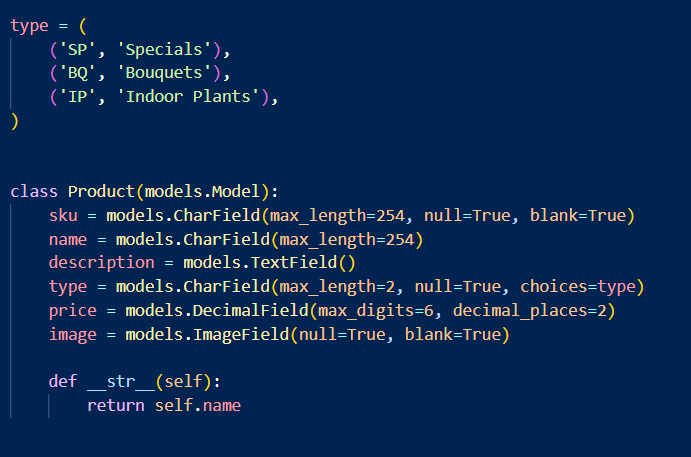 type = (
    ('SP', 'Specials'),
    ('BQ', 'Bouquets'),
    ('IP', 'Indoor Plants'),
)
class Product(models.Model):
    sku = models.CharField(max_length=254, null=True, blank=True)
    name = models.CharField(max_length=254)
    description = models.TextField()
    type = models.CharField(max_length=2, null=True, choices=type)
    price = models.DecimalField(max_digits=6, decimal_places=2)
    image = models.ImageField(null=True, blank=True)
    def __str__(self):
        return self.name